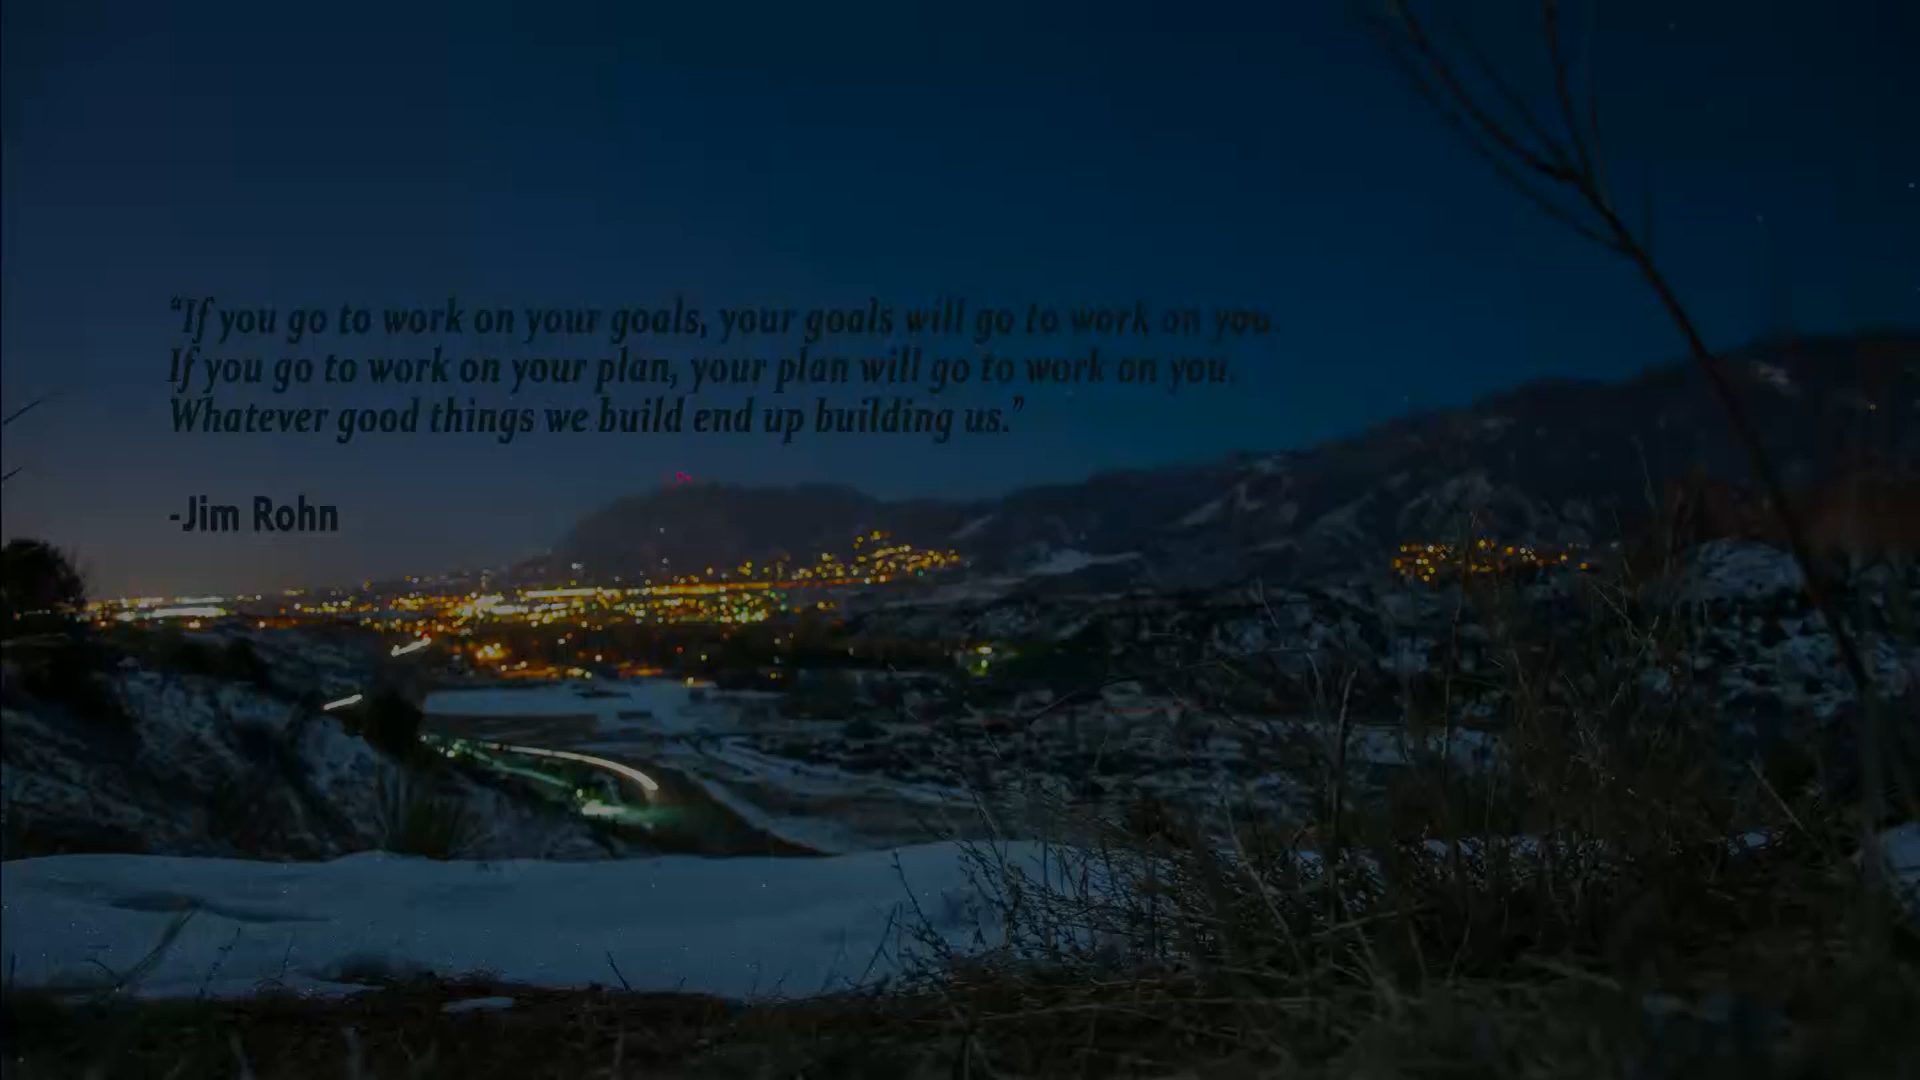 “If you go to work on your goals, your goals will go to work on you.
If you go to work on your plan, your plan will go to work on you.
Whatever good things we build end up building us.”
-Jim Rohn